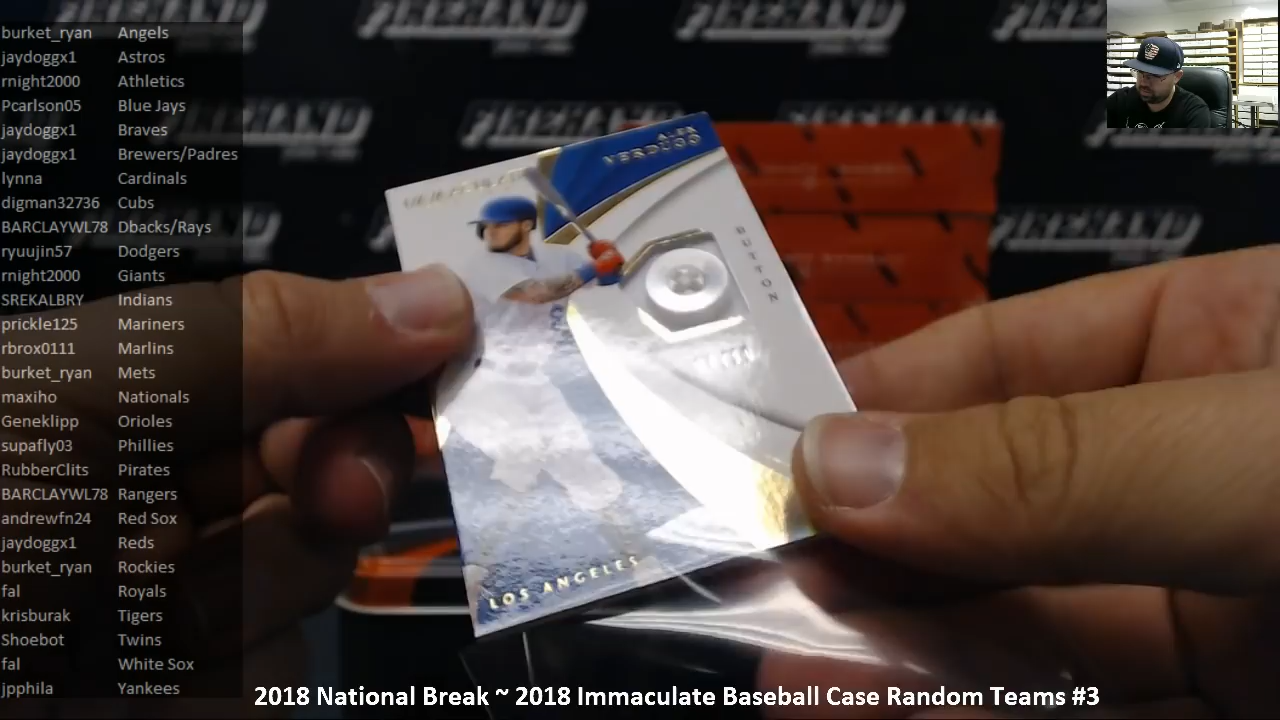 burket_ryan Angels
jaydoggx1 Astros
rnight2000 Athletics
Pcarlson05 Blue Jays
jaydoggx1 Braves
jaydoggx1 Brewers/Padres
lynna Cardinals
digman32736 Cubs
BARCLAYWL78 Dbacks/Rays
ryuujin57 Dodgers
rnight2000 Giants
SREKALBRY Indians
prickle125 Mariners
rbrox0111 Marlins
burket_ryan Mets
maxiho Nationals
Geneklipp Orioles
supafly03 Phillies
RubberClits Pirates
BARCLAYWL78 Rangers
andrewfn24 Red Sox
jaydoggx1 Reds
burket_ryan Rockies
fal Royals
krisburak Tigers
Shoebot Twins
fal White Sox
jpphila Yankees
ALEX
VERDUGO
BUTTON
LOS ANGELES
2018 National Break ~ 2018 Immaculate Baseball Case Random Teams #3